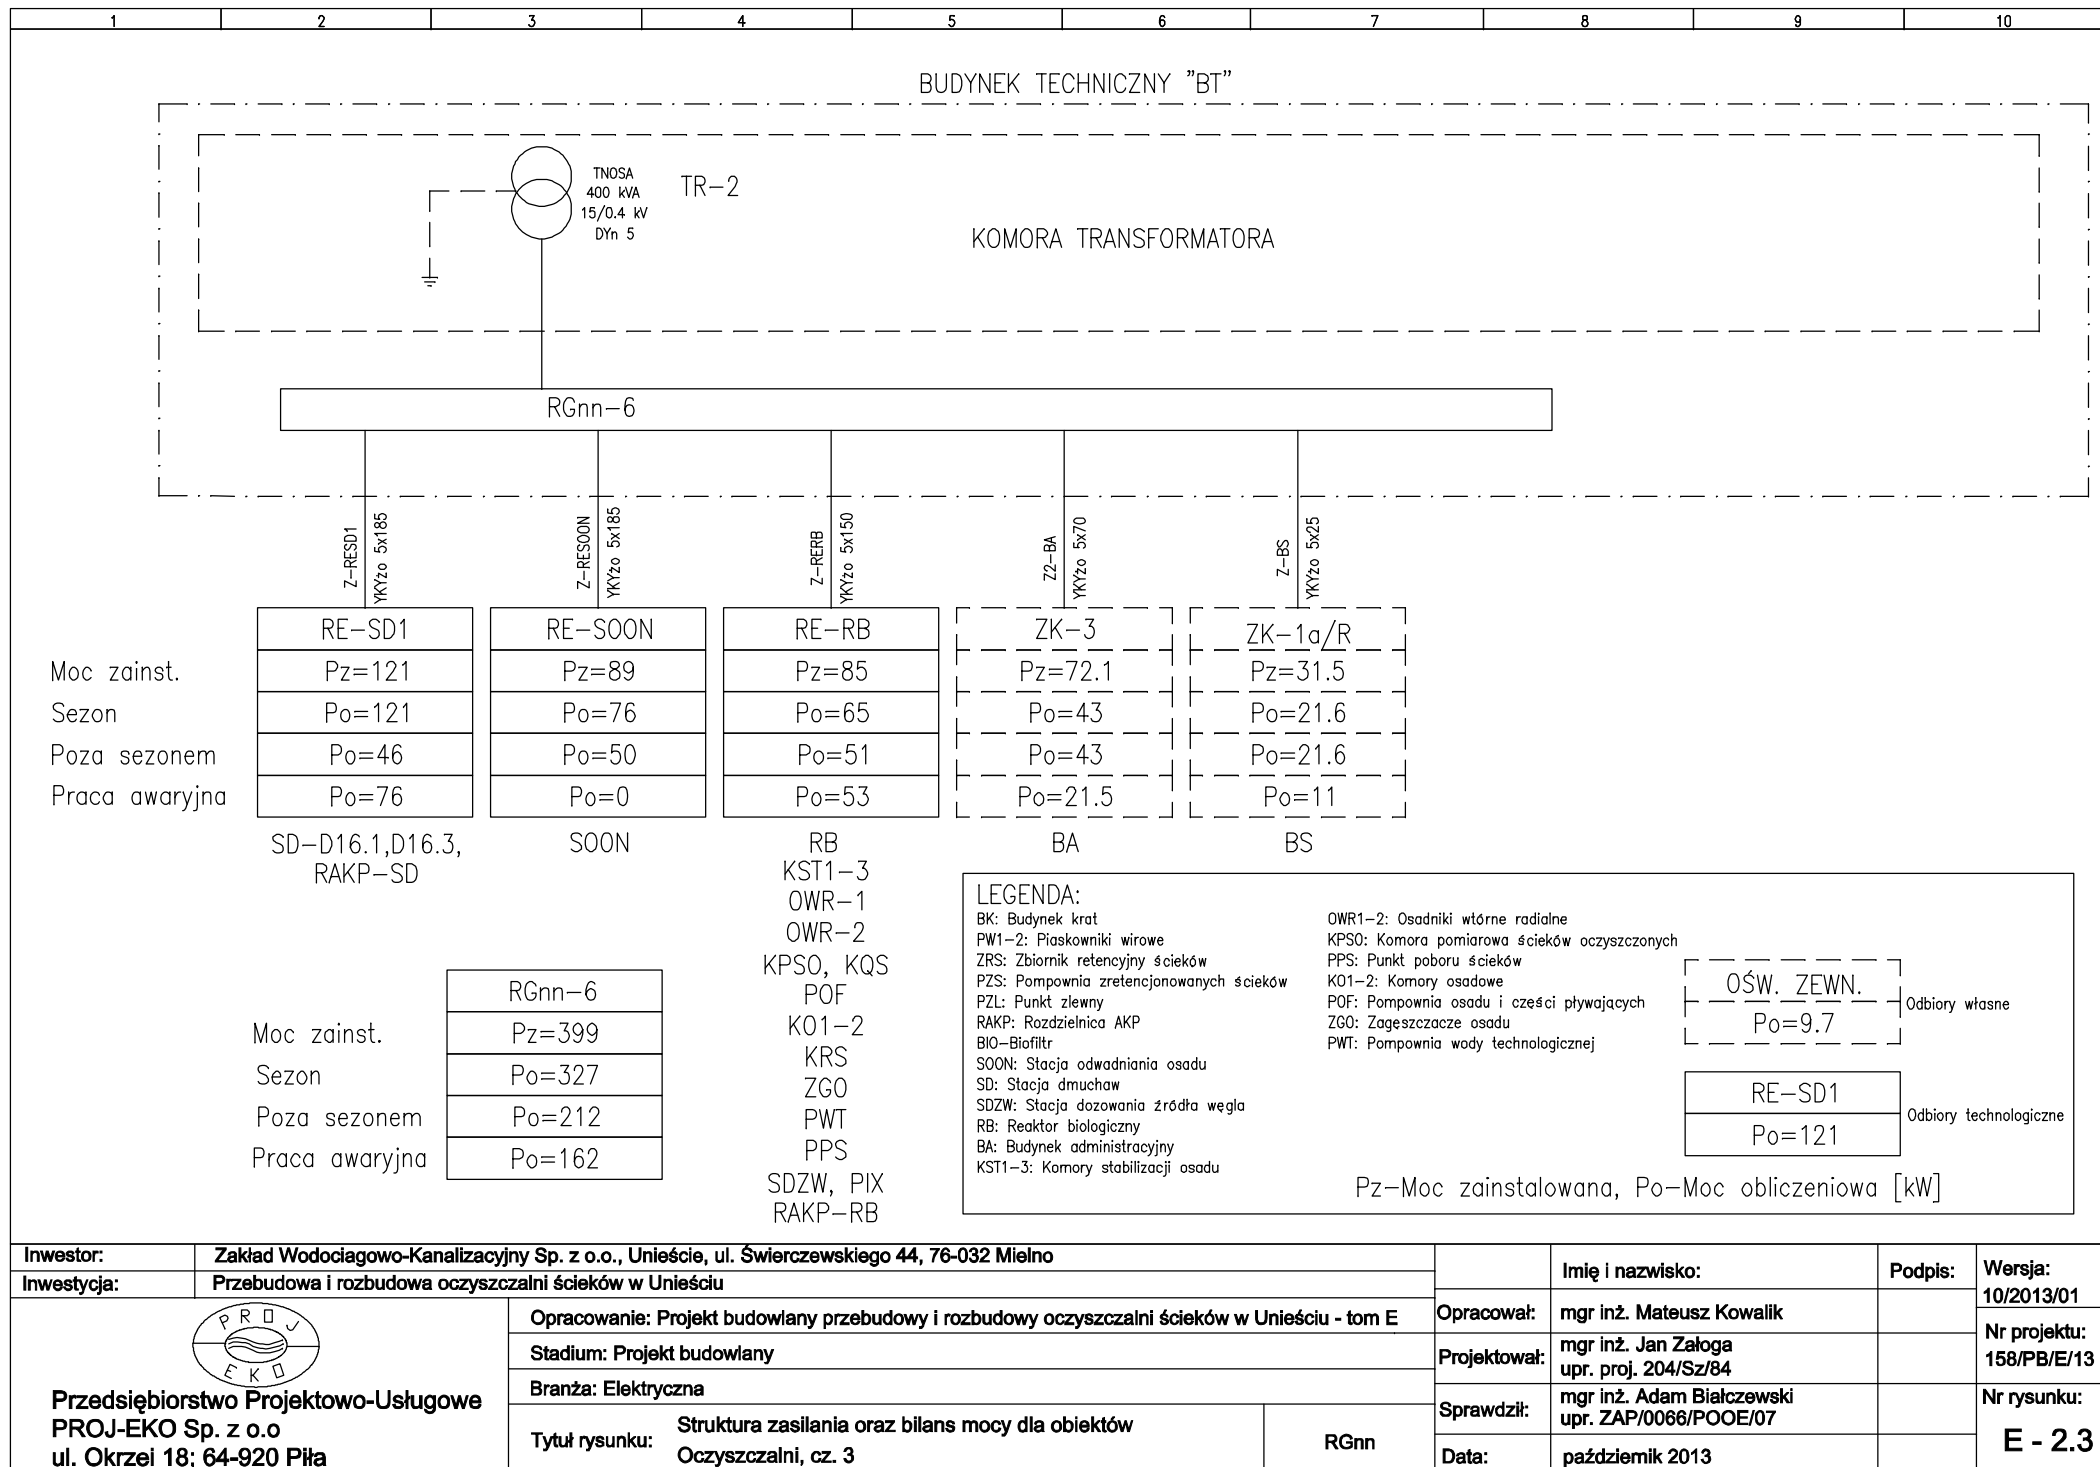 1 2 3 4 5 6 7 8 9 10
BUDYNEK TECHNICZNY "BT"
TNOSA
400 kVA
15/0.4 kV
DYn 5
TR-2
KOMORA TRANSFORMATORA
RGnn-6
Z-RESD1
YKYżo 5x185
Z-RESOON
YKYżo 5x185
Z-RERB
YKYżo 5x150
Z2-BA
YKYżo 5x70
Z-BS
YKYżo 5x25
RE-SD1 RE-SOON RE-RB ZK-3 ZK-1a/R
Moc zainst. Pz=121 Pz=89 Pz=85 Pz=72.1 Pz=31.5
Sezon Po=121 Po=76 Po=65 Po=43 Po=21.6
Poza sezonem Po=46 Po=50 Po=51 Po=43 Po=21.6
Praca awaryjna Po=76 Po=0 Po=53 Po=21.5 Po=11
SD-D16.1,D16.3,
RAKP-SD
SOON
RB
KST1-3
OWR-1
OWR-2
KPSO, KQS
POF
KO1-2
KRS
ZGO
PWT
PPS
SDZW, PIX
RAKP-RB
BA
BS
RGnn-6
Moc zainst. Pz=399
Sezon Po=327
Poza sezonem Po=212
Praca awaryjna Po=162
LEGENDA:
BK: Budynek krat
PW1-2: Piaskowniki wirowe
ZRS: Zbiornik retencyjny ścieków
PZS: Pompownia zretencjonowanych ścieków
PZL: Punkt zlewny
RAKP: Rozdzielnica AKP
BIO-Biofiltr
SOON: Stacja odwadniania osadu
SD: Stacja dmuchaw
SDZW: Stacja dozowania źródła węgla
RB: Reaktor biologiczny
BA: Budynek administracyjny
KST1-3: Komory stabilizacji osadu
OWR1-2: Osadniki wtórne radialne
KPSO: Komora pomiarowa ścieków oczyszczonych
PPS: Punkt poboru ścieków
KO1-2: Komory osadowe
POF: Pompownia osadu i części pływających
ZGO: Zagęszczacze osadu
PWT: Pompownia wody technologicznej
OŚW. ZEWN.
Po=9.7
Odbiory własne
RE-SD1
Po=121
Odbiory technologiczne
Pz-Moc zainstalowana, Po-Moc obliczeniowa [kW]
Inwestor: Zakład Wodociagowo-Kanalizacyjny Sp. z o.o., Unieście, ul. Świerczewskiego 44, 76-032 Mielno
Inwestycja: Przebudowa i rozbudowa oczyszczalni ścieków w Unieściu
PROJ
EKO
Przedsiębiorstwo Projektowo-Usługowe
PROJ-EKO Sp. z o.o
ul. Okrzei 18; 64-920 Piła
Opracowanie: Projekt budowlany przebudowy i rozbudowy oczyszczalni ścieków w Unieściu - tom E
Stadium: Projekt budowlany
Branża: Elektryczna
Tytuł rysunku: Struktura zasilania oraz bilans mocy dla obiektów
Oczyszczalni, cz. 3
RGnn
Imię i nazwisko: Podpis:
Opracował: mgr inż. Mateusz Kowalik
Projektował: mgr inż. Jan Załoga
upr. proj. 204/Sz/84
Sprawdził: mgr inż. Adam Białczewski
upr. ZAP/0066/POOE/07
Data: październik 2013
Wersja:
10/2013/01
Nr projektu:
158/PB/E/13
Nr rysunku:
E - 2.3